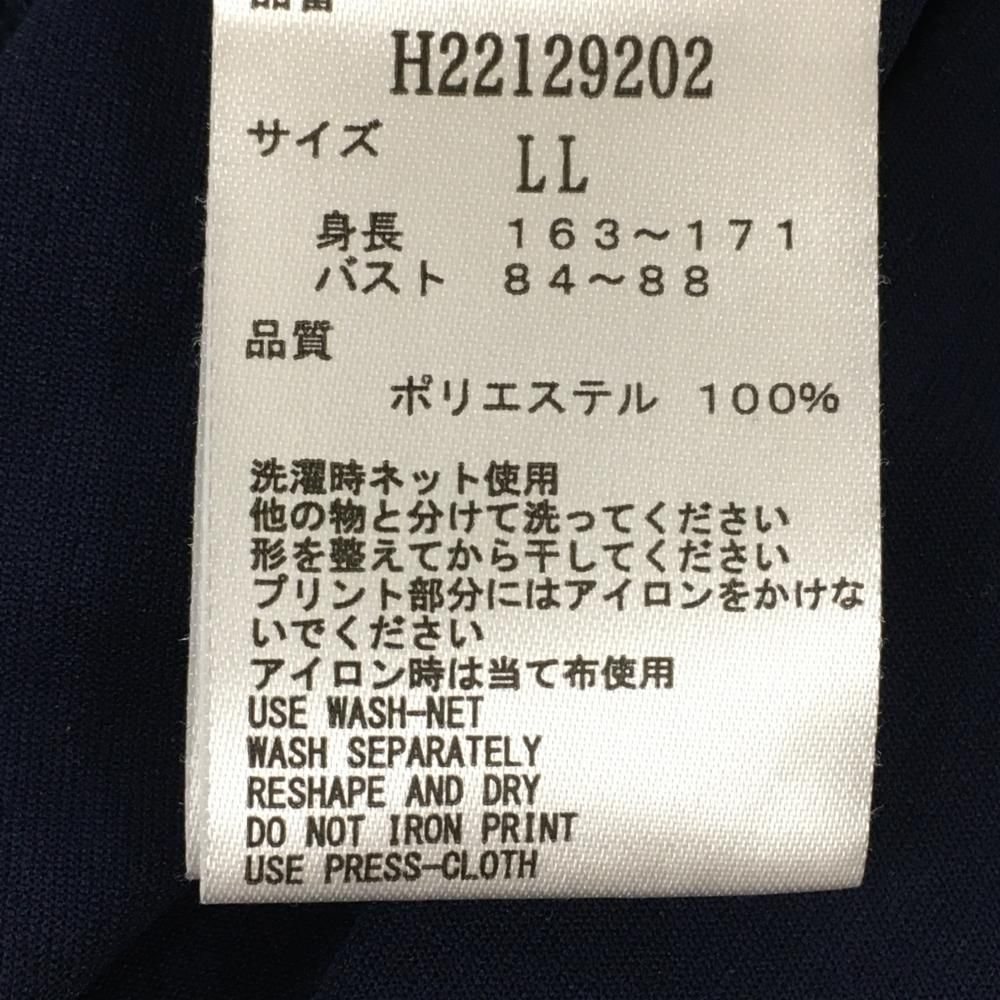 品番
H22129202
サイズ LL
身長 163～171
バスト 84～88
品質
ポリエステル 100%
洗濯時ネット使用
他の物と分けて洗ってください
形を整えてから干してください
プリント部分にはアイロンをかけな
いでください
アイロン時は当て布使用
USE WASH-NET
WASH SEPARATELY
RESHAPE AND DRY
DO NOT IRON PRINT
USE PRESS-CLOTH